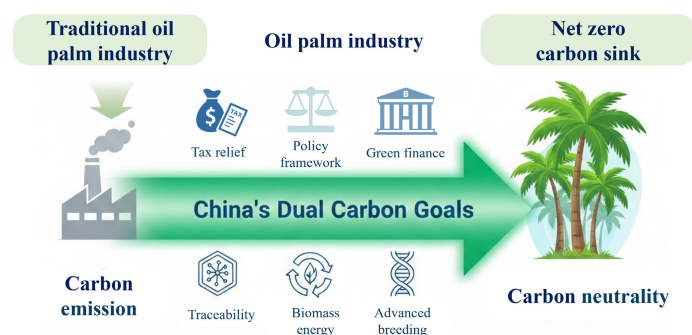 Traditional oil
palm industry
Oil palm industry
Net zero
carbon sink
TAX
$
B
Tax relief
Policy
framework
Green finance
China's Dual Carbon Goals
Carbon
emission
Traceability
Biomass
energy
Advanced
breeding
Carbon neutrality